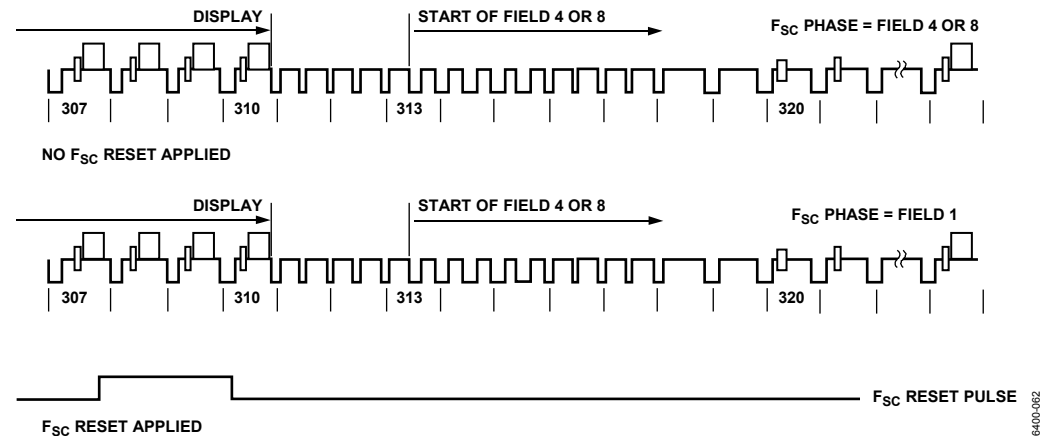 DISPLAY
START OF FIELD 4 OR 8
FSC PHASE = FIELD 4 OR 8
307
310
313
320
NO FSC RESET APPLIED
DISPLAY
START OF FIELD 4 OR 8
FSC PHASE = FIELD 1
307
310
313
320
FSC RESET PULSE
FSC RESET APPLIED
6400-062